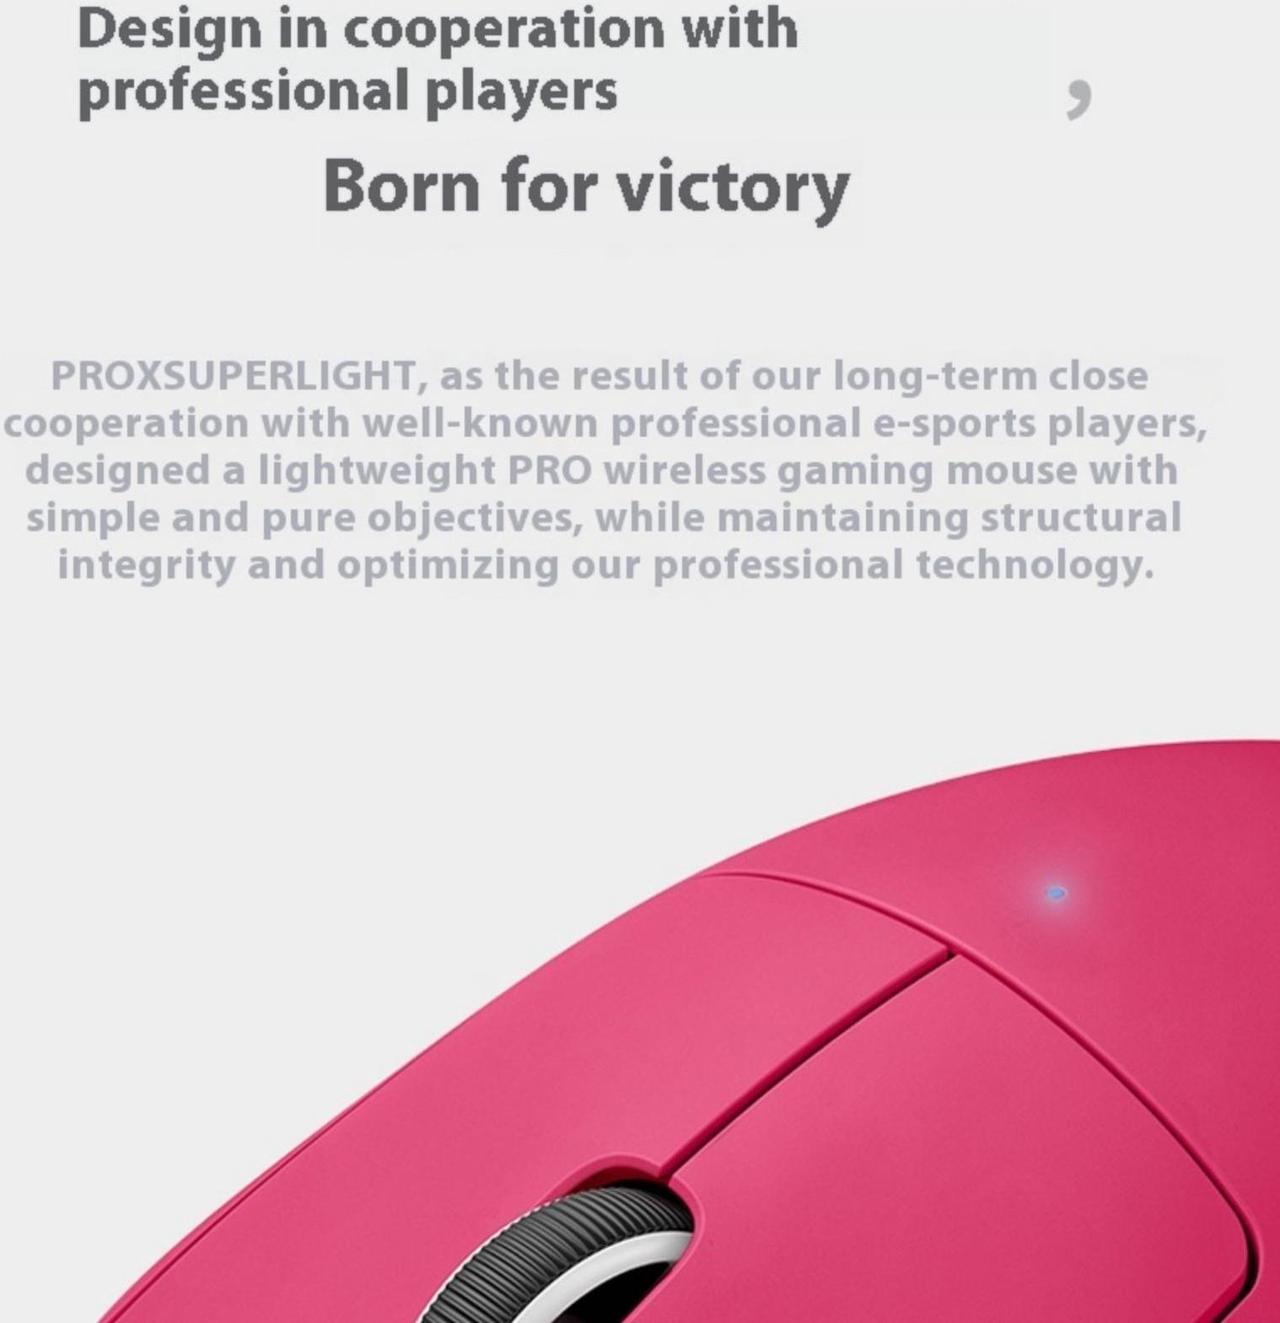 Design in cooperation with
professional players ,
Born for victory
PROXSUPERLIGHT, as the result of our long-term close
cooperation with well-known professional e-sports players,
designed a lightweight PRO wireless gaming mouse with
simple and pure objectives, while maintaining structural
integrity and optimizing our professional technology.